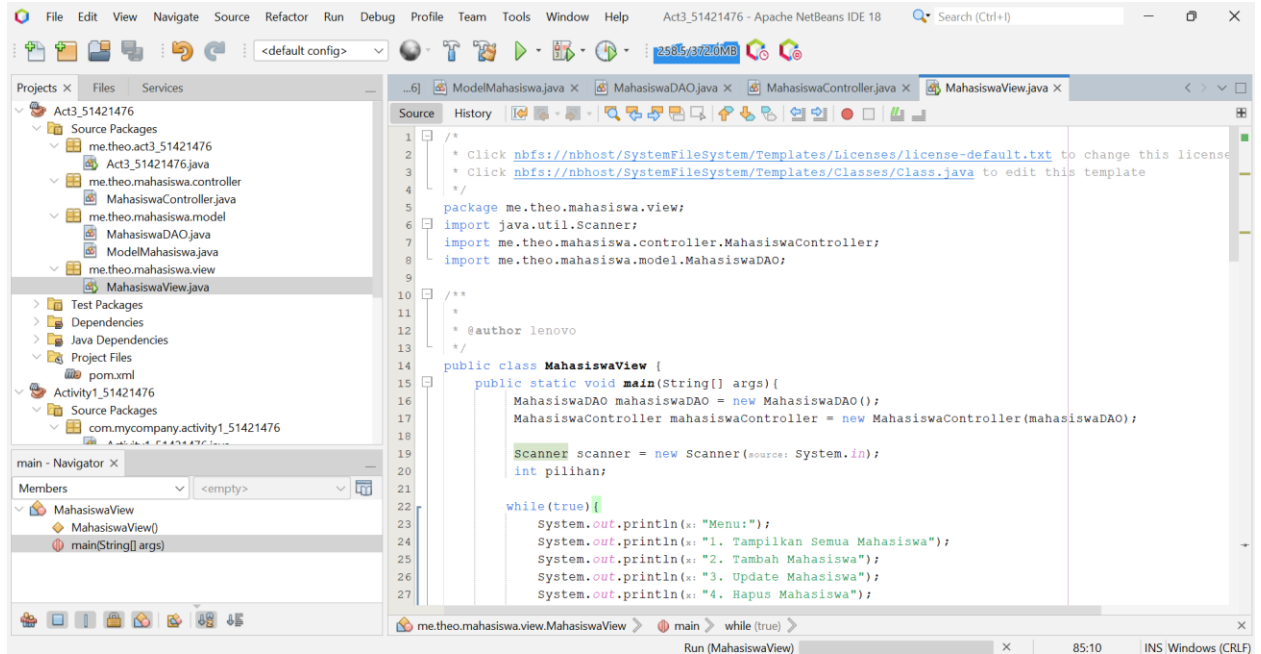 File Edit View Navigate Source Refactor Run Debug Profile Team Tools Window Help Act3_51421476 - Apache NetBeans IDE 18 Search (Ctrl+I)
<default config> 258.5/372.0MB
Projects Files Services
Act3_51421476
Source Packages
me.theo.act3_51421476
Act3_51421476.java
me.theo.mahasiswa.controller
MahasiswaController.java
me.theo.mahasiswa.model
MahasiswaDAO.java
ModelMahasiswa.java
me.theo.mahasiswa.view
MahasiswaView.java
Test Packages
Dependencies
Java Dependencies
Project Files
pom.xml
Activity1_51421476
Source Packages
com.mycompany.activity1_51421476
Activity1_51421476.java
main - Navigator
Members <empty>
MahasiswaView
MahasiswaView()
main(String[] args)
...6] ModelMahasiswa.java MahasiswaDAO.java MahasiswaController.java MahasiswaView.java
Source History
1 /*
2 * Click nbfs://nbhost/SystemFileSystem/Templates/Licenses/license-default.txt to change this license
3 * Click nbfs://nbhost/SystemFileSystem/Templates/Classes/Class.java to edit this template
4 */
5 package me.theo.mahasiswa.view;
6 import java.util.Scanner;
7 import me.theo.mahasiswa.controller.MahasiswaController;
8 import me.theo.mahasiswa.model.MahasiswaDAO;
9
10 /**
11 *
12 * @author lenovo
13 */
14 public class MahasiswaView {
15 public static void main(String[] args){
16 MahasiswaDAO mahasiswaDAO = new MahasiswaDAO();
17 MahasiswaController mahasiswaController = new MahasiswaController(mahasiswaDAO);
18
19 Scanner scanner = new Scanner(source: System.in);
20 int pilihan;
21
22 while(true){
23 System.out.println(x: "Menu:");
24 System.out.println(x: "1. Tampilkan Semua Mahasiswa");
25 System.out.println(x: "2. Tambah Mahasiswa");
26 System.out.println(x: "3. Update Mahasiswa");
27 System.out.println(x: "4. Hapus Mahasiswa");
me.theo.mahasiswa.view.MahasiswaView main while (true)
Run (MahasiswaView) 85:10 INS Windows (CRLF)